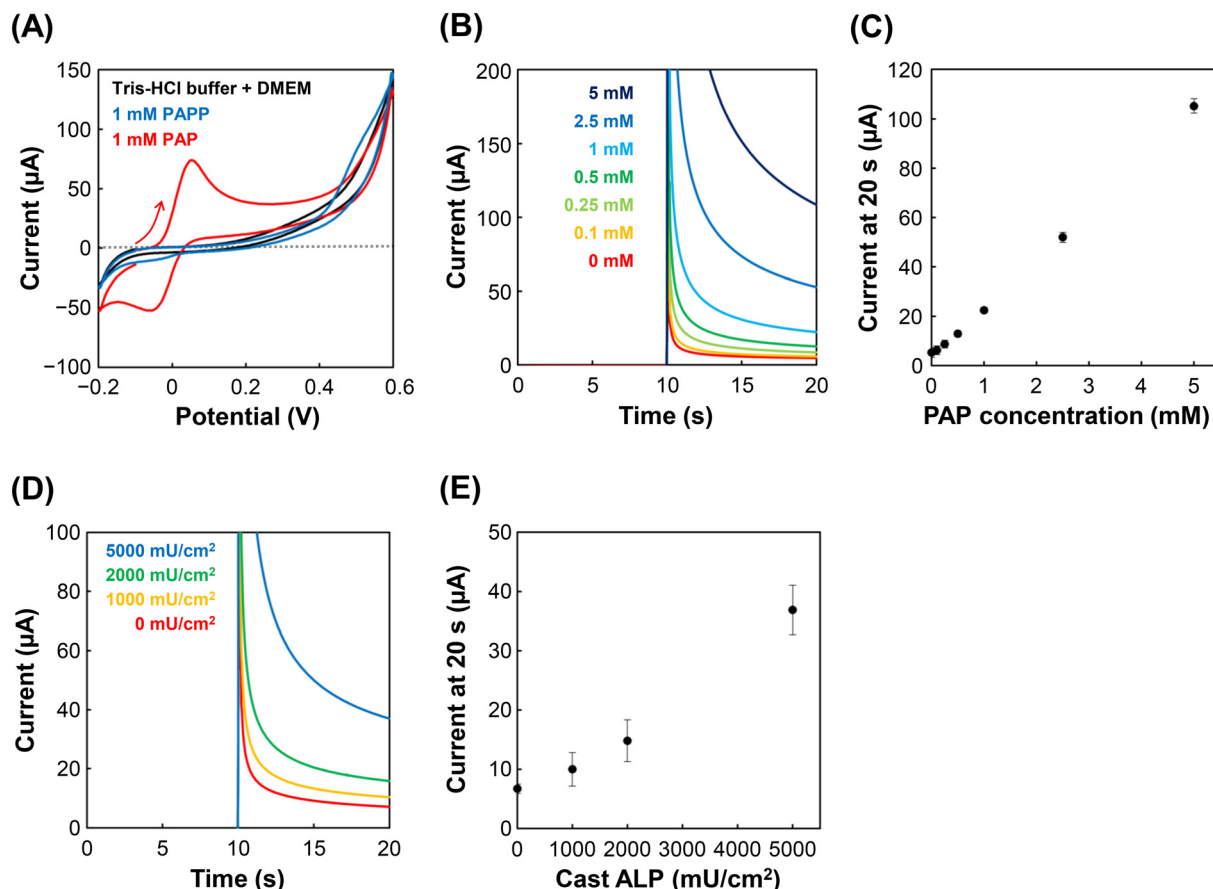 (A)
150
100
50
0
−50
−100
−0.2
0
0.2
0.4
0.6
Current (µA)
Potential (V)
Tris-HCl buffer + DMEM
1 mM PAPP
1 mM PAP
(B)
200
150
100
50
0
0
5
10
15
20
Current (µA)
Time (s)
5 mM
2.5 mM
1 mM
0.5 mM
0.25 mM
0.1 mM
0 mM
(C)
120
100
80
60
40
20
0
0
1
2
3
4
5
Current at 20 s (µA)
PAP concentration (mM)
(D)
100
80
60
40
20
0
0
5
10
15
20
Current (µA)
Time (s)
5000 mU/cm²
2000 mU/cm²
1000 mU/cm²
0 mU/cm²
(E)
50
40
30
20
10
0
0
1000
2000
3000
4000
5000
Current at 20 s (µA)
Cast ALP (mU/cm²)